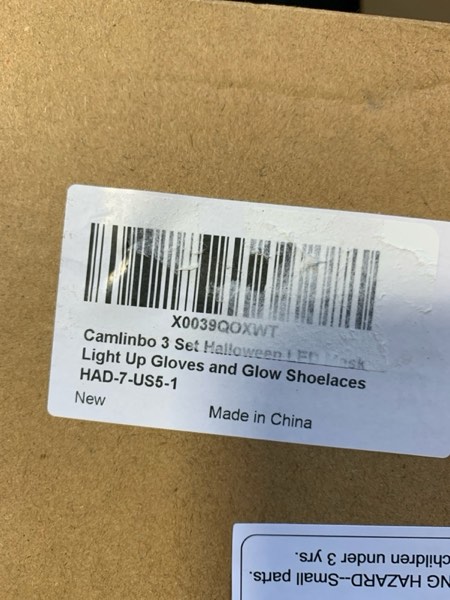 X0039QOXWT
Camlinbo 3 Set Halloween LED Mask
Light Up Gloves and Glow Shoelaces
HAD-7-US5-1
New
Made in China
NG HAZARD--Small parts.
children under 3 yrs.